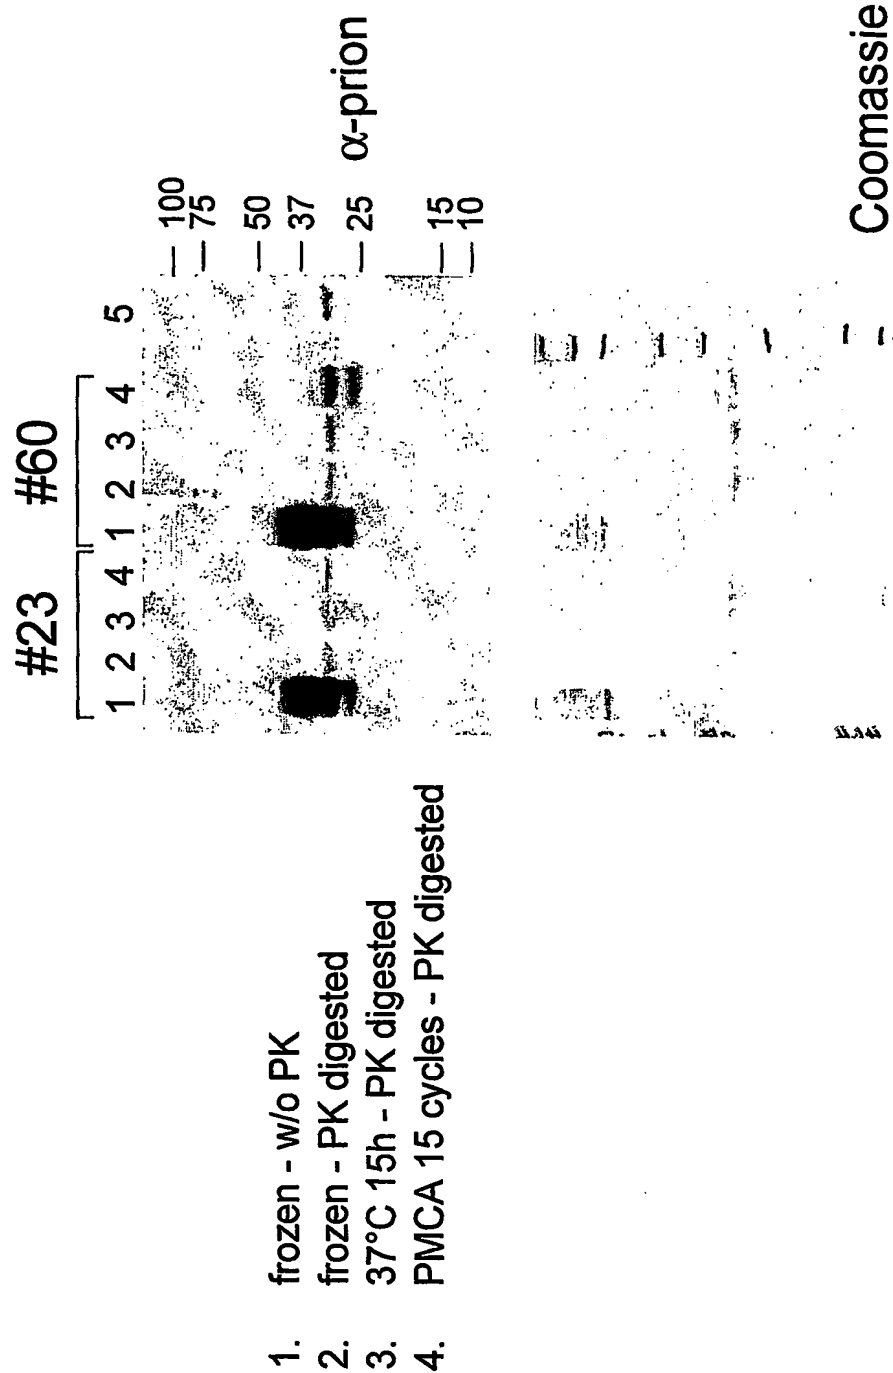 #23 #60
1 2 3 4 1 2 3 4 5
100
75
50
37
25
15
10
α-prion
Coomassie
1. frozen - w/o PK
2. frozen - PK digested
3. 37°C 15h - PK digested
4. PMCA 15 cycles - PK digested